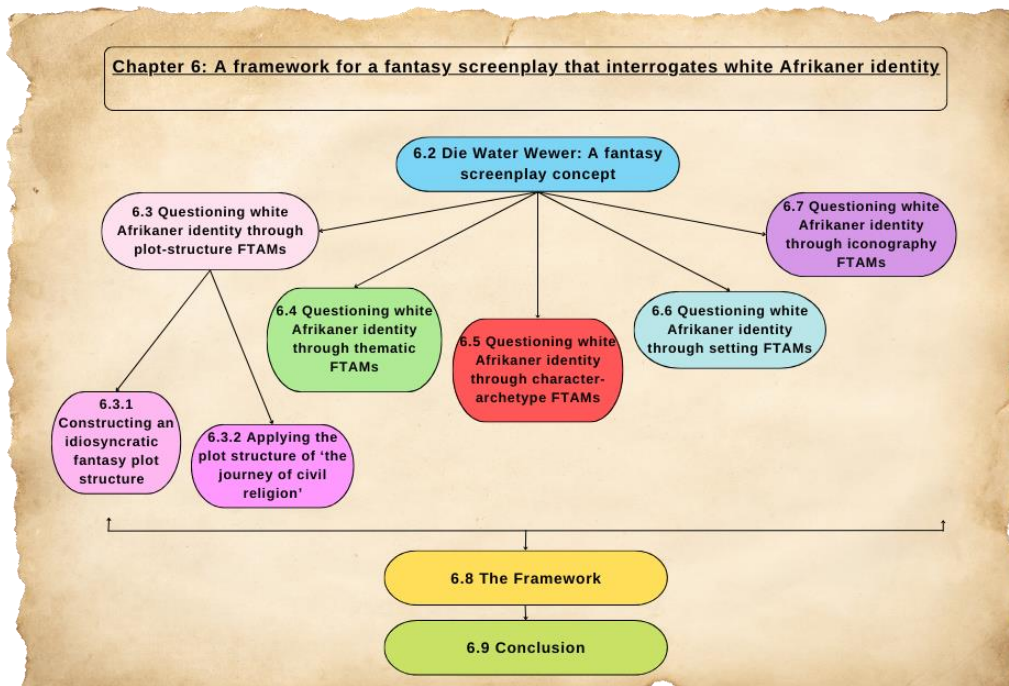 Chapter 6: A framework for a fantasy screenplay that interrogates white Afrikaner identity
6.2 Die Water Wewer: A fantasy
screenplay concept
6.3 Questioning white
Afrikaner identity through
plot-structure FTAMs
6.4 Questioning white
Afrikaner identity
through thematic
FTAMs
6.5 Questioning white
Afrikaner identity
through character-
archetype FTAMs
6.6 Questioning white
Afrikaner identity
through setting FTAMs
6.7 Questioning white
Afrikaner identity
through iconography
FTAMs
6.3.1
Constructing an
idiosyncratic
fantasy plot
structure
6.3.2 Applying the
plot structure of ‘the
journey of civil
religion’
6.8 The Framework
6.9 Conclusion